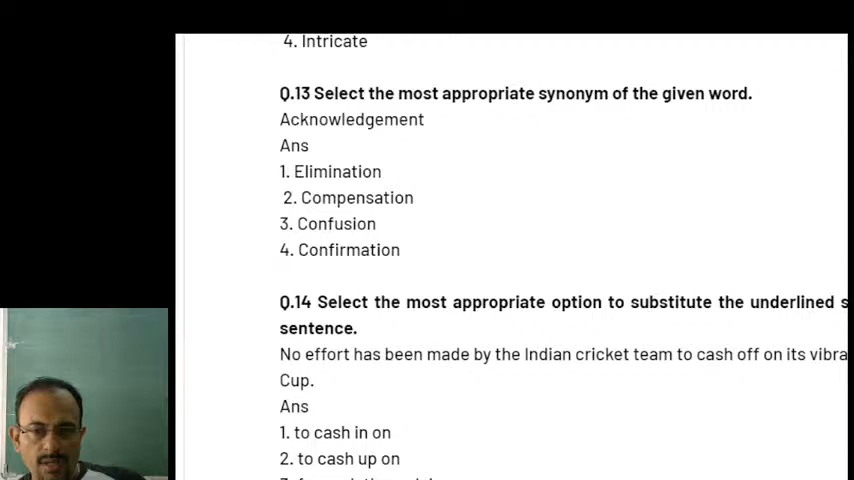 4. Intricate
Q.13 Select the most appropriate synonym of the given word.
Acknowledgement
Ans
1. Elimination
2. Compensation
3. Confusion
4. Confirmation
Q.14 Select the most appropriate option to substitute the underlined
sentence.
No effort has been made by the Indian cricket team to cash off on its
Cup.
Ans
1. to cash in on
2. to cash up on